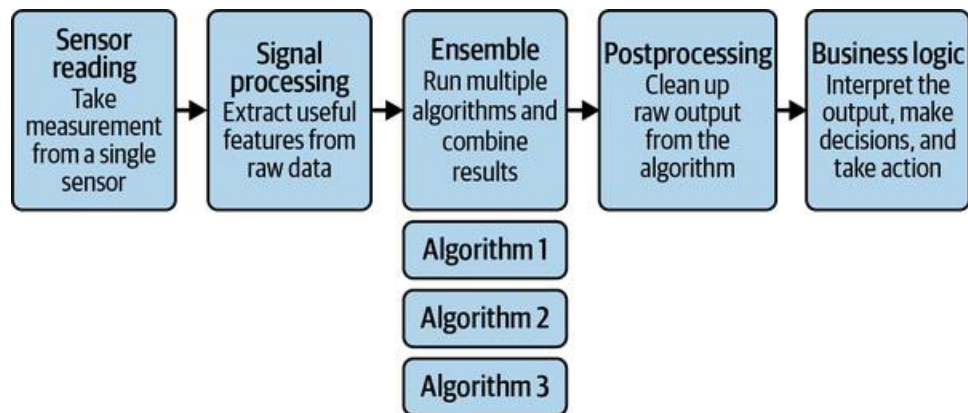 Sensor
reading
Take
measurement
from a single
sensor
Signal
processing
Extract useful
features from
raw data
Ensemble
Run multiple
algorithms and
combine
results
Postprocessing
Clean up
raw output
from the
algorithm
Business logic
Interpret the
output, make
decisions, and
take action
Algorithm 1
Algorithm 2
Algorithm 3